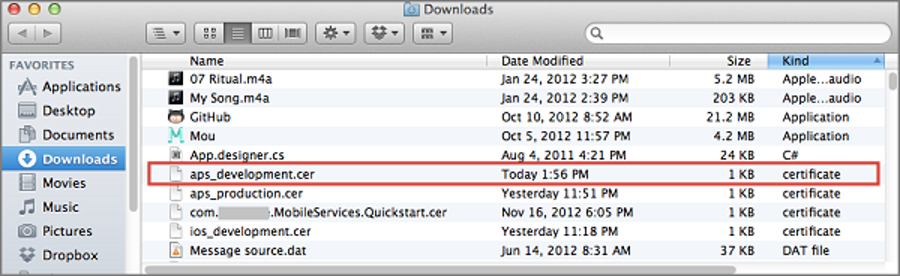 Downloads
FAVORITES
Applications
Desktop
Documents
Downloads
Movies
Music
Pictures
Dropbox
Name Date Modified Size Kind
07 Ritual.m4a Jan 24, 2012 3:27 PM 5.2 MB Apple...audio
My Song.m4a Jan 24, 2012 2:39 PM 203 KB Apple...audio
GitHub Oct 10, 2012 8:52 AM 21.2 MB Application
Mou Oct 5, 2012 11:57 PM 4.2 MB Application
App.designer.cs Aug 4, 2011 4:21 PM 24 KB C#
aps_development.cer Today 1:56 PM 1 KB certificate
aps_production.cer Yesterday 11:51 PM 1 KB certificate
com. .MobileServices.Quickstart.cer Nov 16, 2012 6:05 PM 1 KB certificate
ios_development.cer Yesterday 11:18 PM 1 KB certificate
Message source.dat Jun 14, 2012 8:31 AM 37 KB DAT file